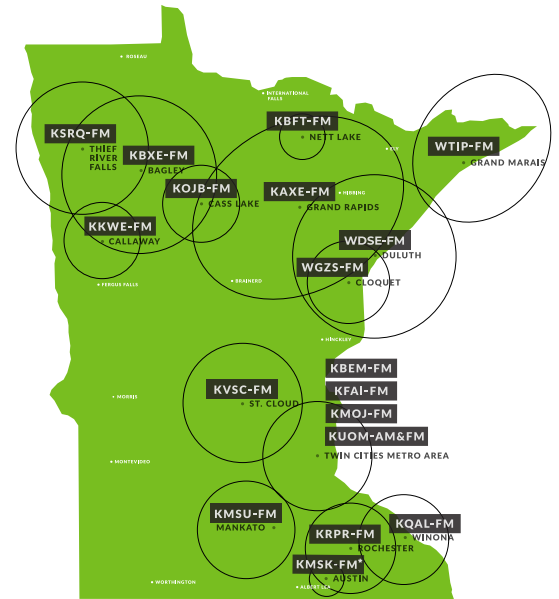 ROSEAU
INTERNATIONAL
FALLS
KSRQ-FM
THIEF
RIVER
FALLS
KBXE-FM
BAGLEY
KBFT-FM
NETT LAKE
ELY
WTIP-FM
GRAND MARAIS
KOJB-FM
CASS LAKE
KAXE-FM
HIBBING
GRAND RAPIDS
KKWE-FM
CALLAWAY
WDSE-FM
DULUTH
WGZS-FM
CLOQUET
FERGUS FALLS
BRAINERD
HINCKLEY
KBEM-FM
KFAI-FM
KMOJ-FM
KUOM-AM&FM
TWIN CITIES METRO AREA
KVSC-FM
ST. CLOUD
MORRIS
MONTEVIDEO
KMSU-FM
MANKATO
KRPR-FM
ROCHESTER
KQAL-FM
WINONA
KMSK-FM*
AUSTIN
WORTHINGTON
ALBERT LEA